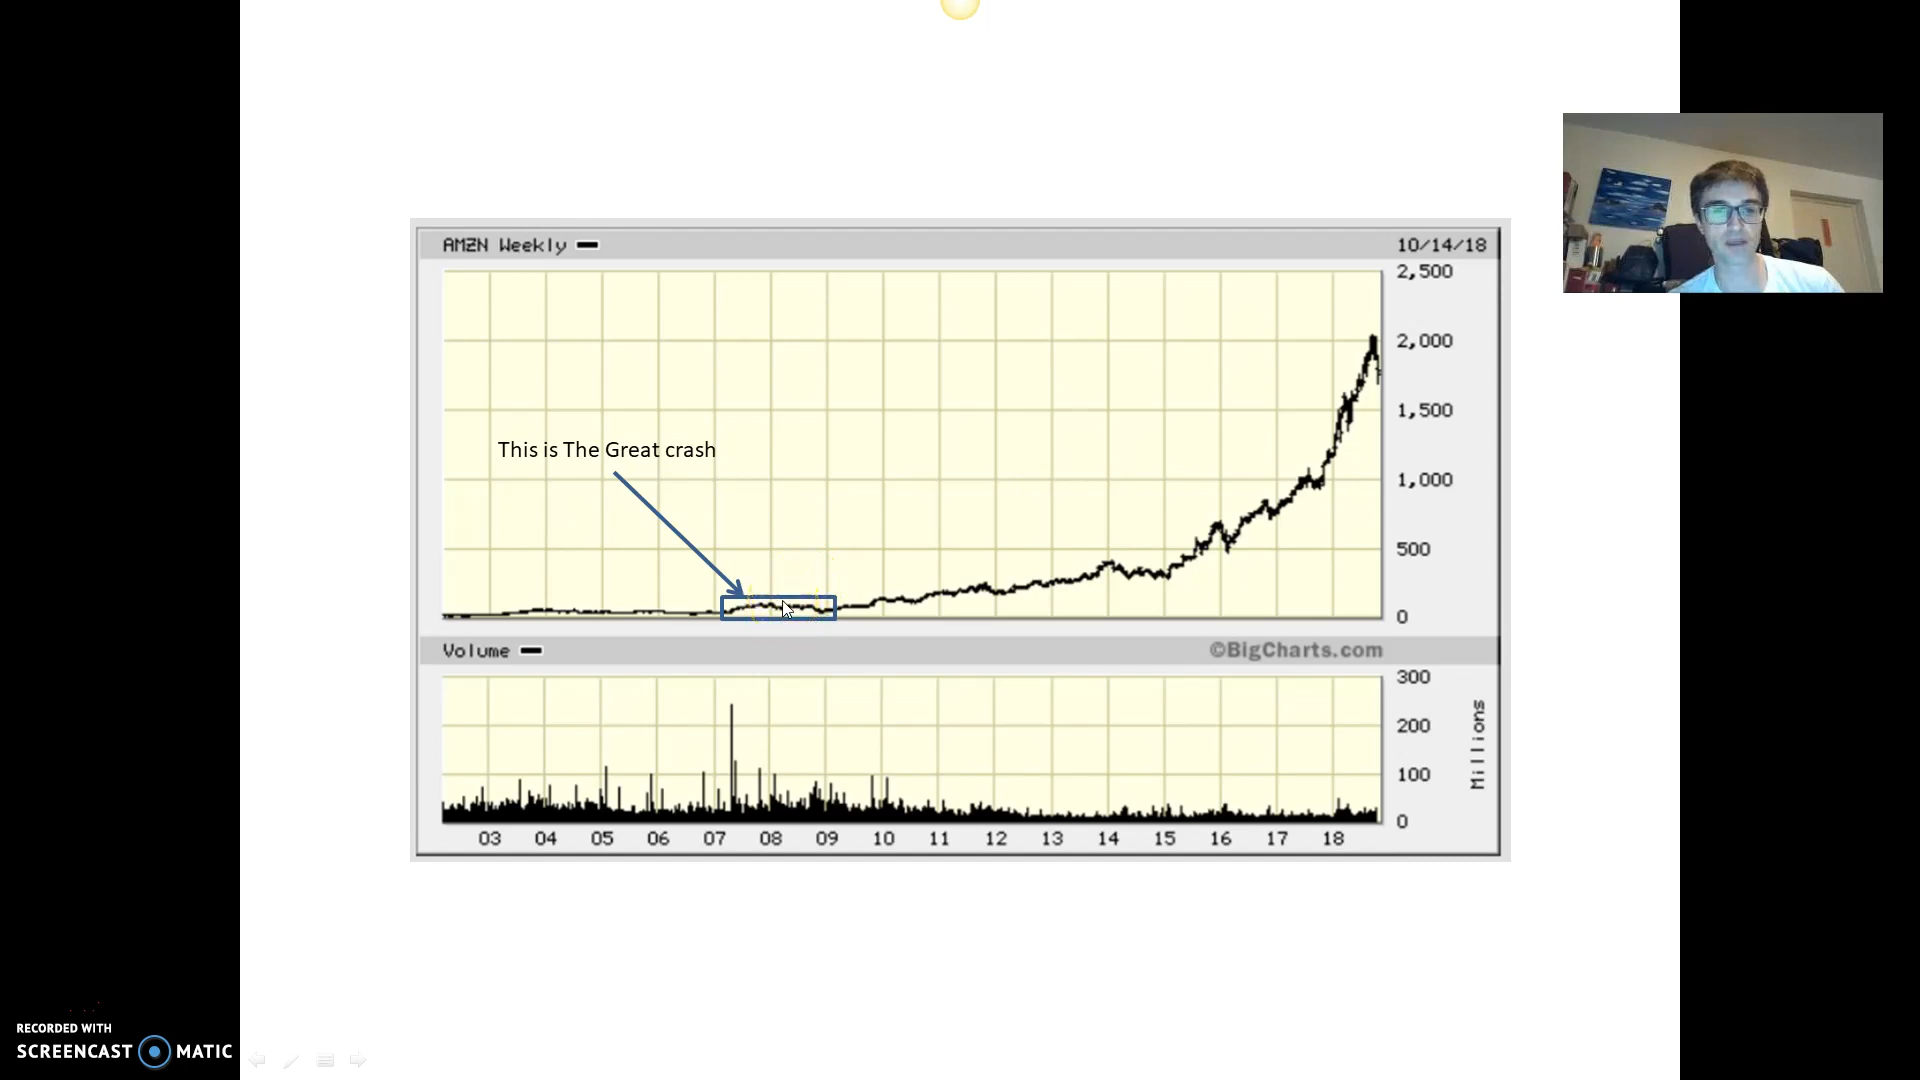 AMZN Weekly
10/14/18
2,500
2,000
1,500
1,000
500
0
This is The Great crash
Volume
©BigCharts.com
300
200
100
0
Millions
03 04 05 06 07 08 09 10 11 12 13 14 15 16 17 18
RECORDED WITH
SCREENCAST MATIC